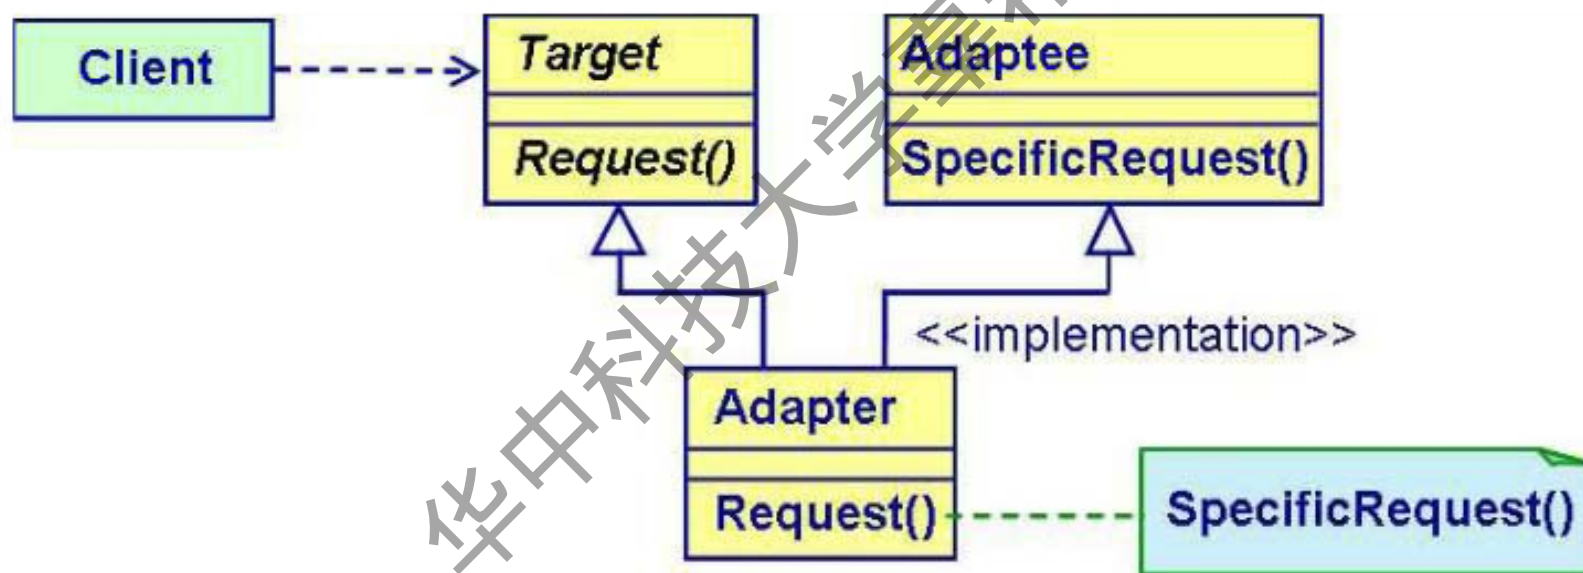 Client
Target
Request()
Adaptee
SpecificRequest()
<<implementation>>
Adapter
Request()
SpecificRequest()
华中科技大学